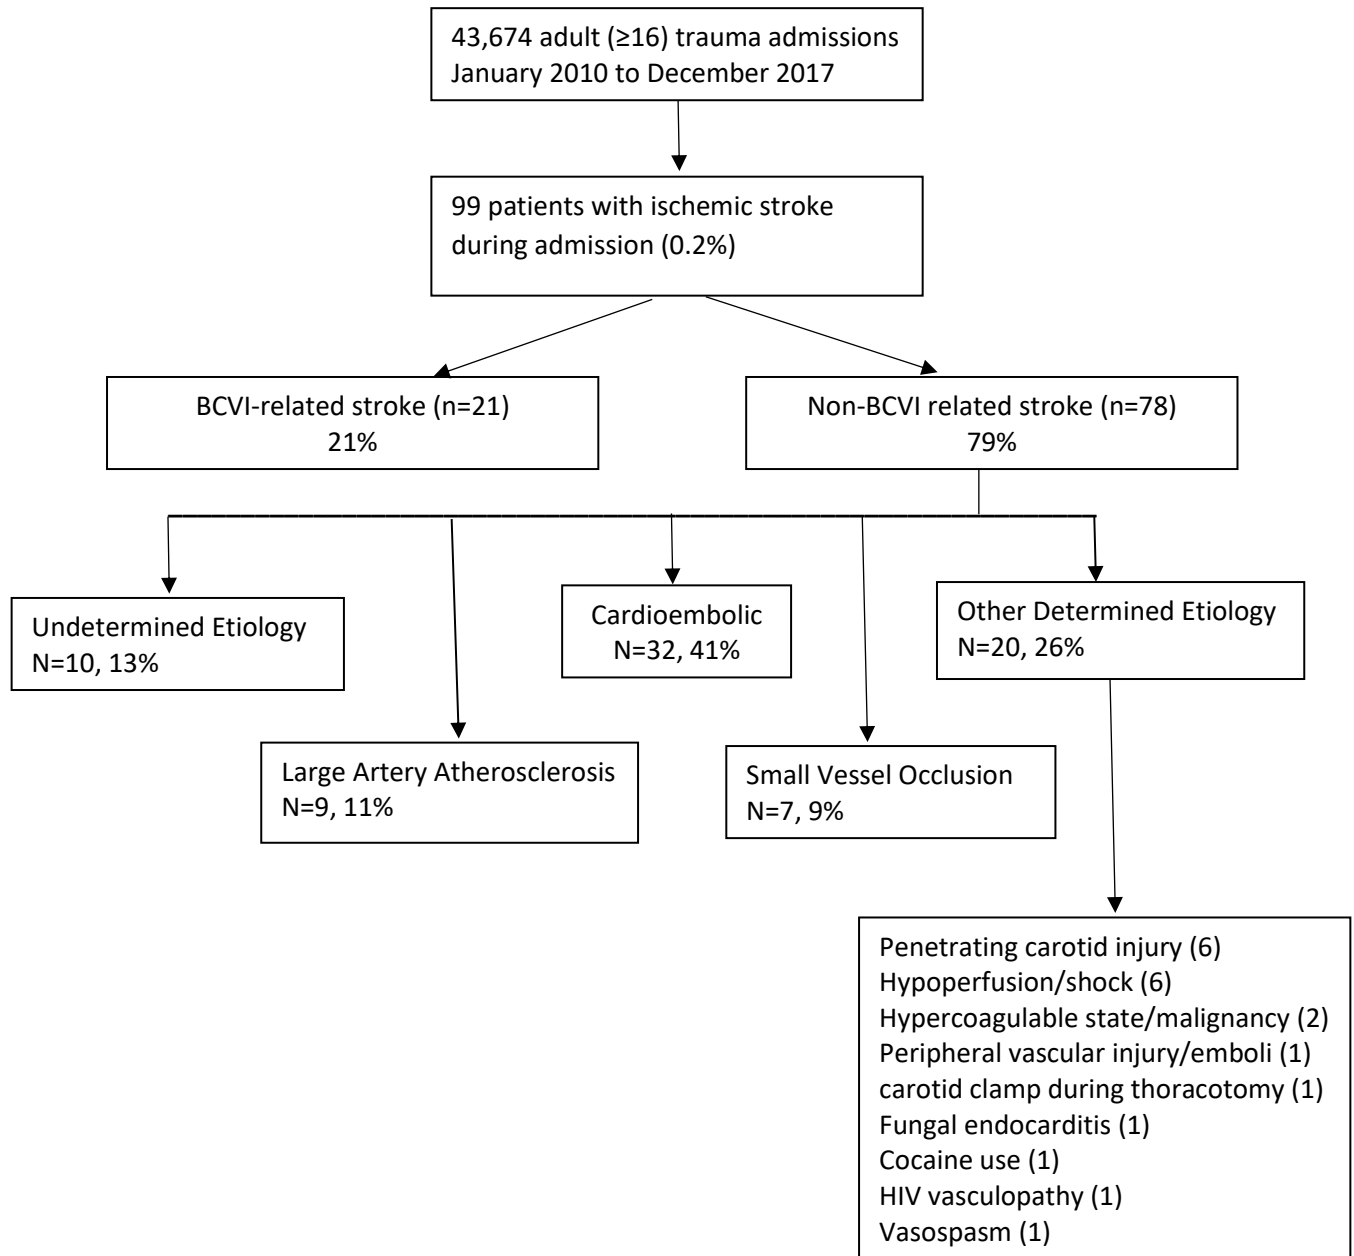 43,674 adult (≥16) trauma admissions
January 2010 to December 2017
99 patients with ischemic stroke
during admission (0.2%)
BCVI-related stroke (n=21)
21%
Non-BCVI related stroke (n=78)
79%
Undetermined Etiology
N=10, 13%
Large Artery Atherosclerosis
N=9, 11%
Cardioembolic
N=32, 41%
Small Vessel Occlusion
N=7, 9%
Other Determined Etiology
N=20, 26%
Penetrating carotid injury (6)
Hypoperfusion/shock (6)
Hypercoagulable state/malignancy (2)
Peripheral vascular injury/emboli (1)
carotid clamp during thoracotomy (1)
Fungal endocarditis (1)
Cocaine use (1)
HIV vasculopathy (1)
Vasospasm (1)